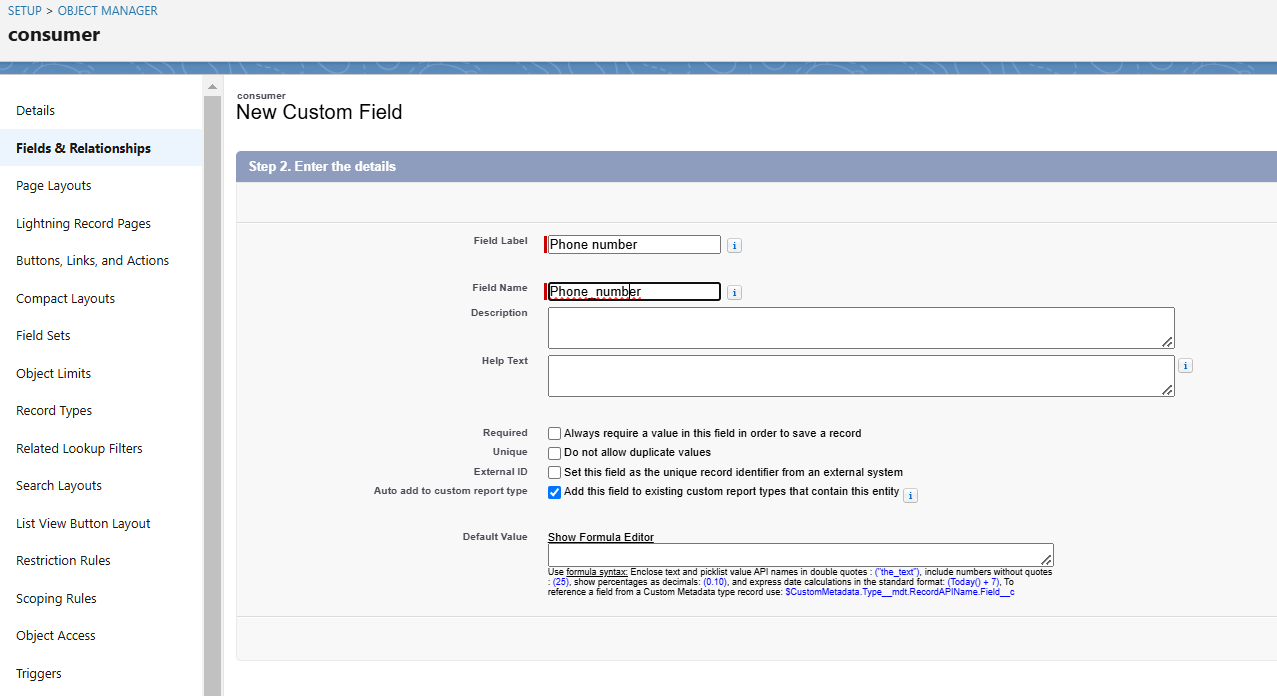 SETUP > OBJECT MANAGER
consumer
Details
Fields & Relationships
Page Layouts
Lightning Record Pages
Buttons, Links, and Actions
Compact Layouts
Field Sets
Object Limits
Record Types
Related Lookup Filters
Search Layouts
List View Button Layout
Restriction Rules
Scoping Rules
Object Access
Triggers
consumer
New Custom Field
Step 2. Enter the details
Field Label Phone number i
Field Name Phone_number i
Description
Help Text i
Required Always require a value in this field in order to save a record
Unique Do not allow duplicate values
External ID Set this field as the unique record identifier from an external system
Auto add to custom report type Add this field to existing custom report types that contain this entity i
Default Value Show Formula Editor
Use formula syntax: Enclose text and picklist value API names in double quotes : ("the_text"), include numbers without quotes
: (25), show percentages as decimals: (0.10), and express date calculations in the standard format: (Today() + 7), To
reference a field from a Custom Metadata type record use: $CustomMetadata.Type__mdt.RecordAPIName.Field__c